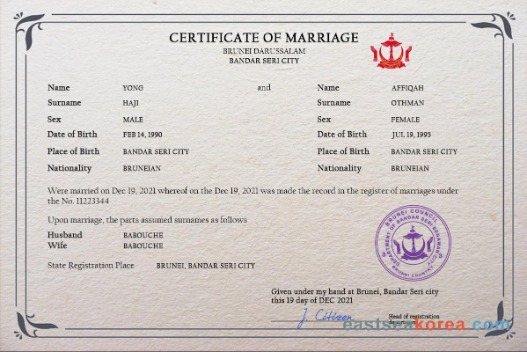 CERTIFICATE OF MARRIAGE
BRUNEI DARUSSALAM
BANDAR SERI CITY
Name YONG and Name AFFIQAH
Surname HAJI Surname OTHMAN
Sex MALE Sex FEMALE
Date of Birth FEB 14, 1990 Date of Birth JUL 19, 1995
Place of Birth BANDAR SERI CITY Place of Birth BANDAR SERI CITY
Nationality BRUNEIAN Nationality BRUNEIAN
Were married on Dec 19, 2021 whereof on the Dec 19, 2021 was made the record in the register of marriages under
the No. 11223344
Upon marriage, the parts assumed surnames as follows
Husband BABOUCHE
Wife BABOUCHE
State Registration Place BRUNEI, BANDAR SERI CITY
BRUNEI COUNCIL
Given under my hand at Brunei, Bandar Seri city
this 19 day of DEC 2021
J. Citizen Head of registration
eastseakorea.com